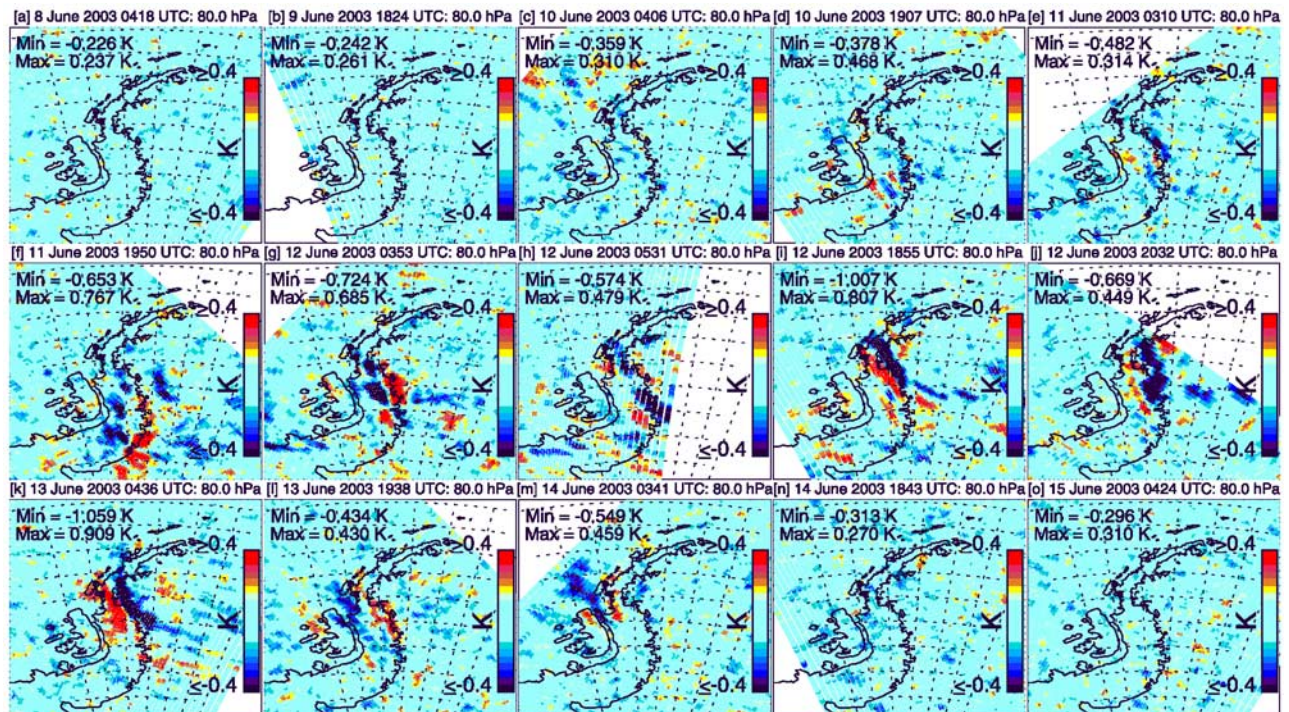 [a] 8 June 2003 0418 UTC: 80.0 hPa
Min = -0.226 K
Max = 0.237 K
≥0.4
K
≤-0.4
[b] 9 June 2003 1824 UTC: 80.0 hPa
Min = -0.242 K
Max = 0.261 K
≥0.4
K
≤-0.4
[c] 10 June 2003 0406 UTC: 80.0 hPa
Min = -0.359 K
Max = 0.310 K
≥0.4
K
≤-0.4
[d] 10 June 2003 1907 UTC: 80.0 hPa
Min = -0.378 K
Max = 0.468 K
≥0.4
K
≤-0.4
[e] 11 June 2003 0310 UTC: 80.0 hPa
Min = -0.482 K
Max = 0.314 K
≥0.4
K
≤-0.4
[f] 11 June 2003 1950 UTC: 80.0 hPa
Min = -0.653 K
Max = 0.767 K
≥0.4
K
≤-0.4
[g] 12 June 2003 0353 UTC: 80.0 hPa
Min = -0.724 K
Max = 0.685 K
≥0.4
K
≤-0.4
[h] 12 June 2003 0531 UTC: 80.0 hPa
Min = -0.574 K
Max = 0.479 K
≥0.4
K
≤-0.4
[i] 12 June 2003 1855 UTC: 80.0 hPa
Min = -1.007 K
Max = 0.807 K
≥0.4
K
≤-0.4
[j] 12 June 2003 2032 UTC: 80.0 hPa
Min = -0.669 K
Max = 0.449 K
≥0.4
K
≤-0.4
[k] 13 June 2003 0436 UTC: 80.0 hPa
Min = -1.059 K
Max = 0.909 K
≥0.4
K
≤-0.4
[l] 13 June 2003 1938 UTC: 80.0 hPa
Min = -0.434 K
Max = 0.430 K
≥0.4
K
≤-0.4
[m] 14 June 2003 0341 UTC: 80.0 hPa
Min = -0.549 K
Max = 0.459 K
≥0.4
K
≤-0.4
[n] 14 June 2003 1843 UTC: 80.0 hPa
Min = -0.313 K
Max = 0.270 K
≥0.4
K
≤-0.4
[o] 15 June 2003 0424 UTC: 80.0 hPa
Min = -0.296 K
Max = 0.310 K
≥0.4
K
≤-0.4